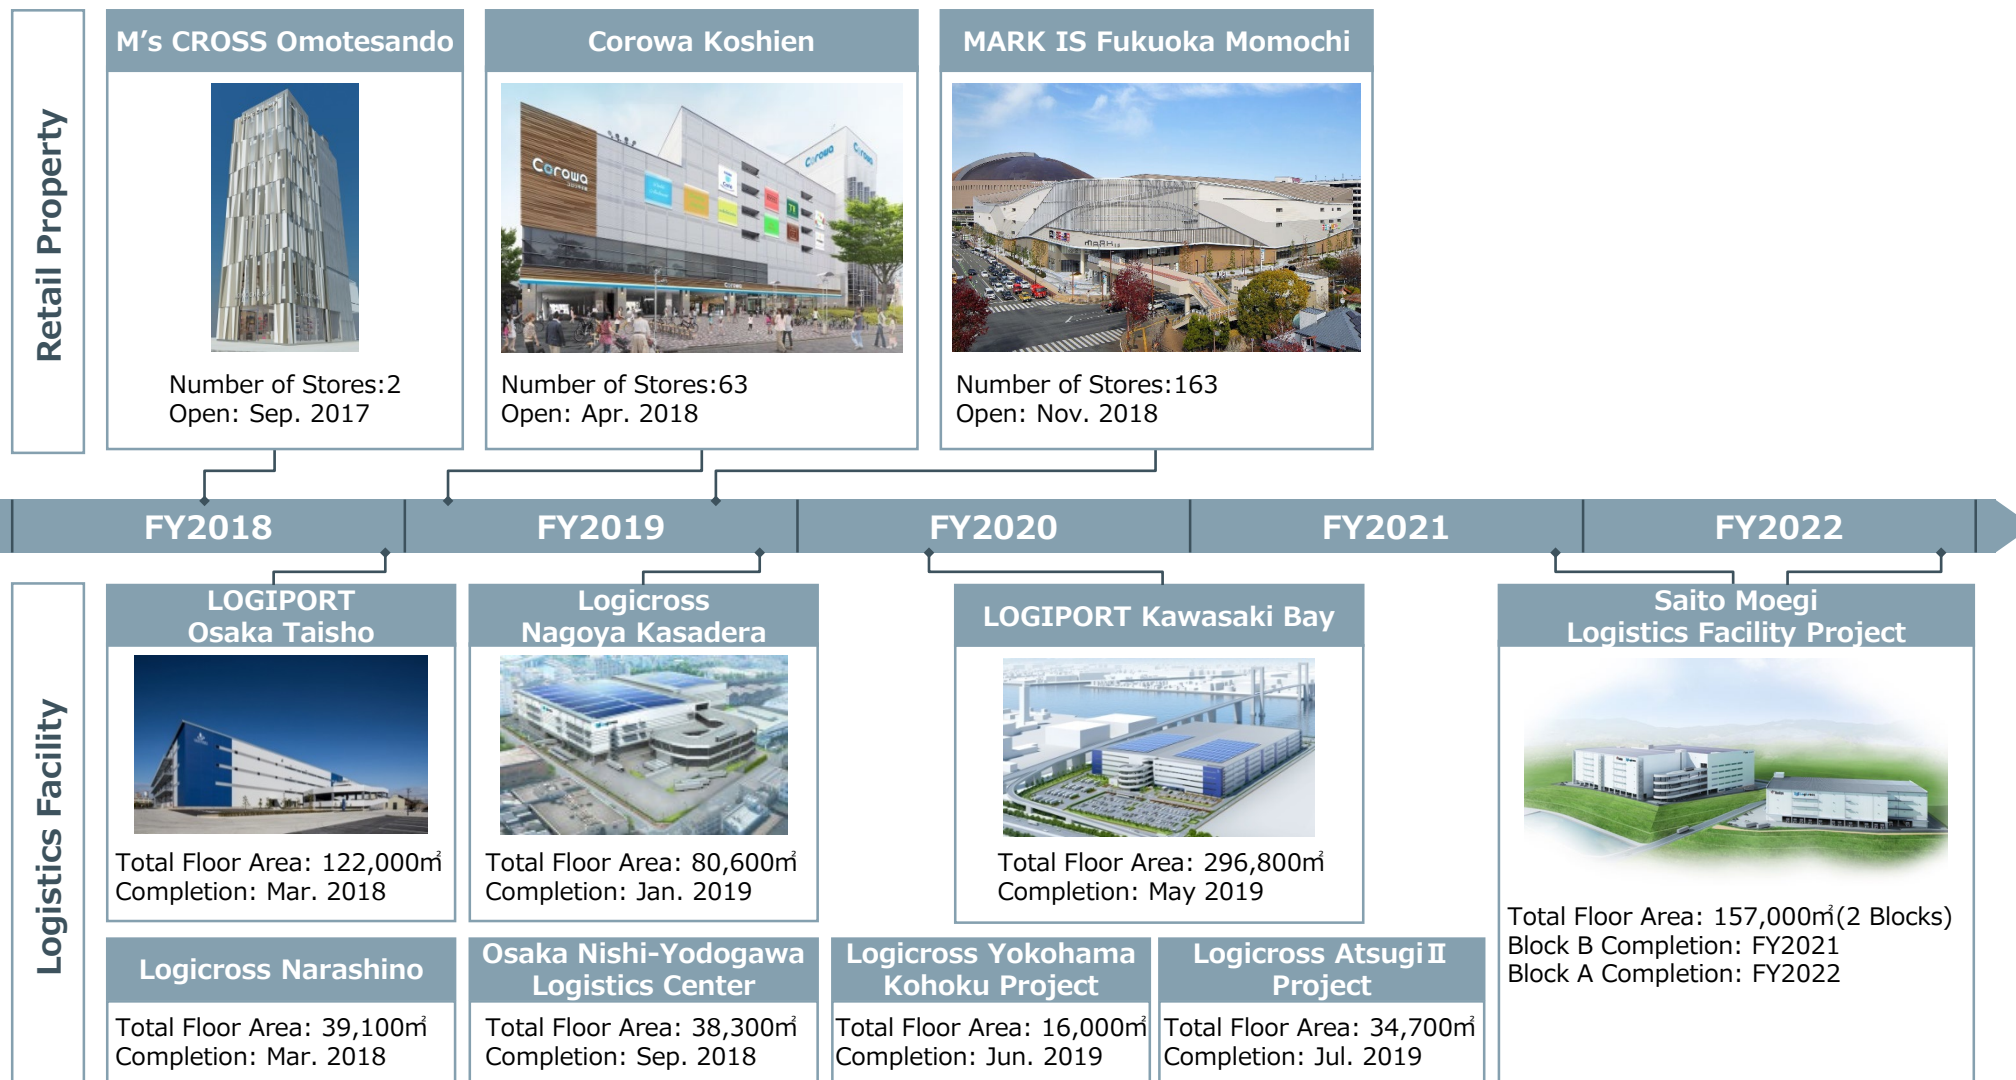 Retail Property
M’s CROSS Omotesando
Number of Stores:2
Open: Sep. 2017
Corowa Koshien
Corowa
Corowa
Corowa
Corowa
Number of Stores:63
Open: Apr. 2018
MARK IS Fukuoka Momochi
MARK IS
Number of Stores:163
Open: Nov. 2018
FY2018
FY2019
FY2020
FY2021
FY2022
Logistics Facility
LOGIPORT
Osaka Taisho
Total Floor Area: 122,000㎡
Completion: Mar. 2018
Logicross
Nagoya Kasadera
Total Floor Area: 80,600㎡
Completion: Jan. 2019
LOGIPORT Kawasaki Bay
Total Floor Area: 296,800㎡
Completion: May 2019
Saito Moegi
Logistics Facility Project
Total Floor Area: 157,000㎡(2 Blocks)
Block B Completion: FY2021
Block A Completion: FY2022
Logicross Narashino
Total Floor Area: 39,100㎡
Completion: Mar. 2018
Osaka Nishi-Yodogawa
Logistics Center
Total Floor Area: 38,300㎡
Completion: Sep. 2018
Logicross Yokohama
Kohoku Project
Total Floor Area: 16,000㎡
Completion: Jun. 2019
Logicross AtsugiⅡ
Project
Total Floor Area: 34,700㎡
Completion: Jul. 2019